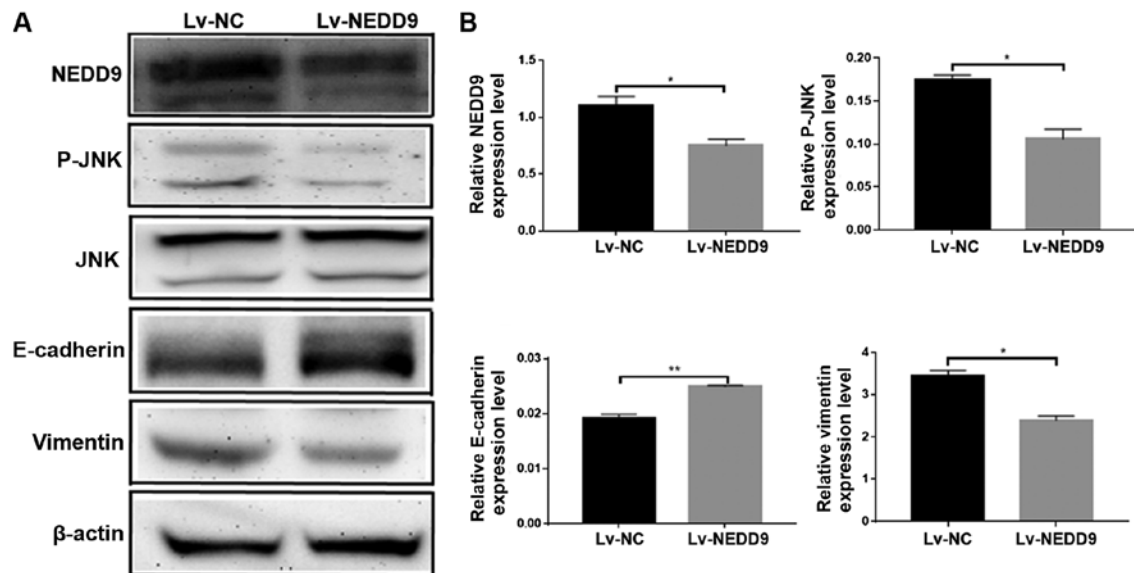 A
Lv-NC Lv-NEDD9
NEDD9
P-JNK
JNK
E-cadherin
Vimentin
β-actin
B
Relative NEDD9
expression level
1.5
1.0
0.5
0.0
*
Lv-NC Lv-NEDD9
Relative P-JNK
expression level
0.20
0.15
0.10
0.05
0.00
*
Lv-NC Lv-NEDD9
Relative E-cadherin
expression level
0.03
0.02
0.01
0.00
**
Lv-NC Lv-NEDD9
Relative vimentin
expression level
4
3
2
1
0
*
Lv-NC Lv-NEDD9